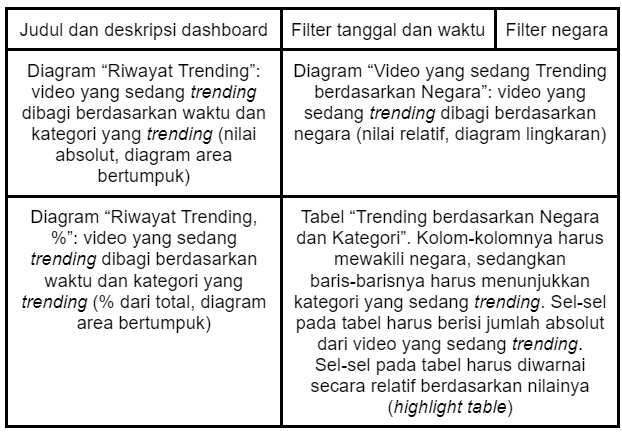 Judul dan deskripsi dashboard
Filter tanggal dan waktu
Filter negara
Diagram “Riwayat Trending”:
video yang sedang trending
dibagi berdasarkan waktu dan
kategori yang trending (nilai
absolut, diagram area
bertumpuk)
Diagram “Video yang sedang Trending
berdasarkan Negara”: video yang
sedang trending dibagi berdasarkan
negara (nilai relatif, diagram lingkaran)
Diagram “Riwayat Trending,
%”: video yang sedang
trending dibagi berdasarkan
waktu dan kategori yang
trending (% dari total, diagram
area bertumpuk)
Tabel “Trending berdasarkan Negara
dan Kategori”. Kolom-kolomnya harus
mewakili negara, sedangkan
baris-barisnya harus menunjukkan
kategori yang sedang trending. Sel-sel
pada tabel harus berisi jumlah absolut
dari video yang sedang trending.
Sel-sel pada tabel harus diwarnai
secara relatif berdasarkan nilainya
(highlight table)